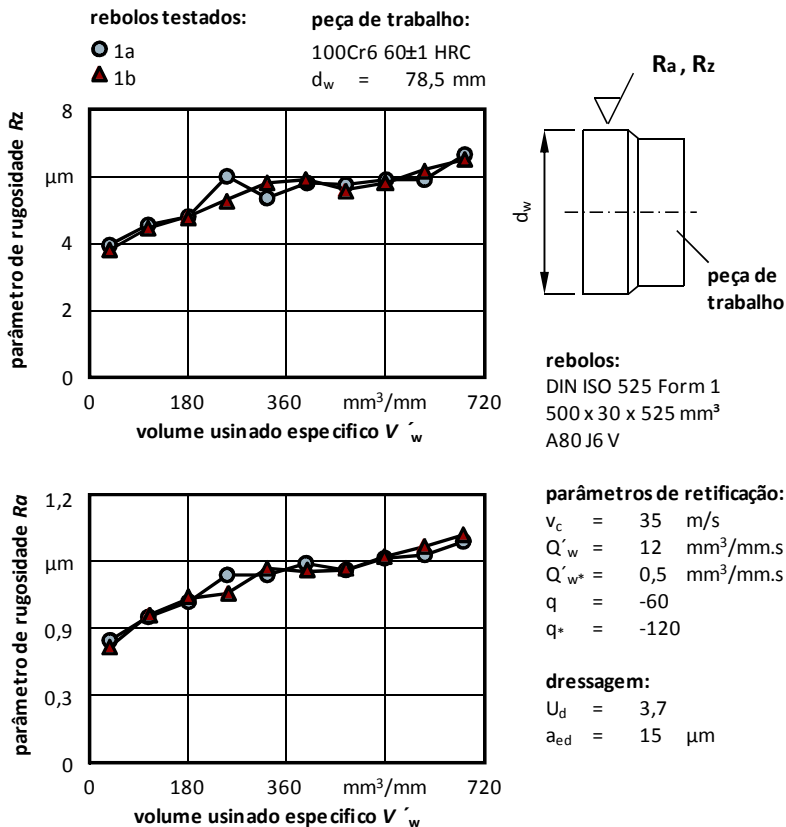 rebolos testados:
1a
1b
peça de trabalho:
100Cr6 60±1 HRC
d_w = 78,5 mm
parâmetro de rugosidade Rz
8
µm
4
2
0
0 180 360 mm³/mm 720
volume usinado especifico V ´w
Ra , Rz
d_w
peça de
trabalho
rebolos:
DIN ISO 525 Form 1
500 x 30 x 525 mm³
A80 J6 V
parâmetro de rugosidade Ra
1,2
µm
0,9
0,3
0
0 180 360 mm³/mm 720
volume usinado especifico V ´w
parâmetros de retificação:
v_c = 35 m/s
Q´w = 12 mm³/mm.s
Q´w* = 0,5 mm³/mm.s
q = -60
q* = -120
dressagem:
U_d = 3,7
a_ed = 15 µm